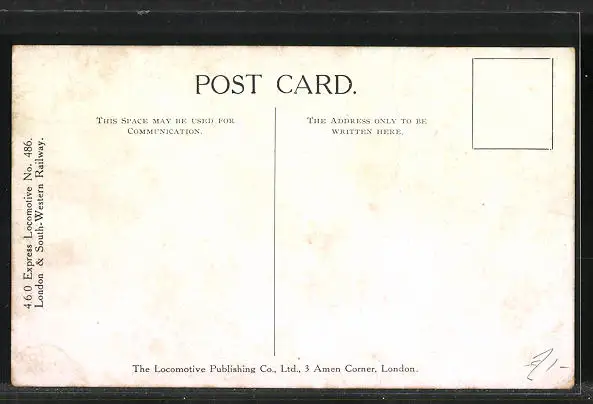 POST CARD.
THIS SPACE MAY BE USED FOR
COMMUNICATION.
THE ADDRESS ONLY TO BE
WRITTEN HERE.
4.6.0 Express Locomotive No. 486.
London & South-Western Railway.
The Locomotive Publishing Co., Ltd., 3 Amen Corner, London.